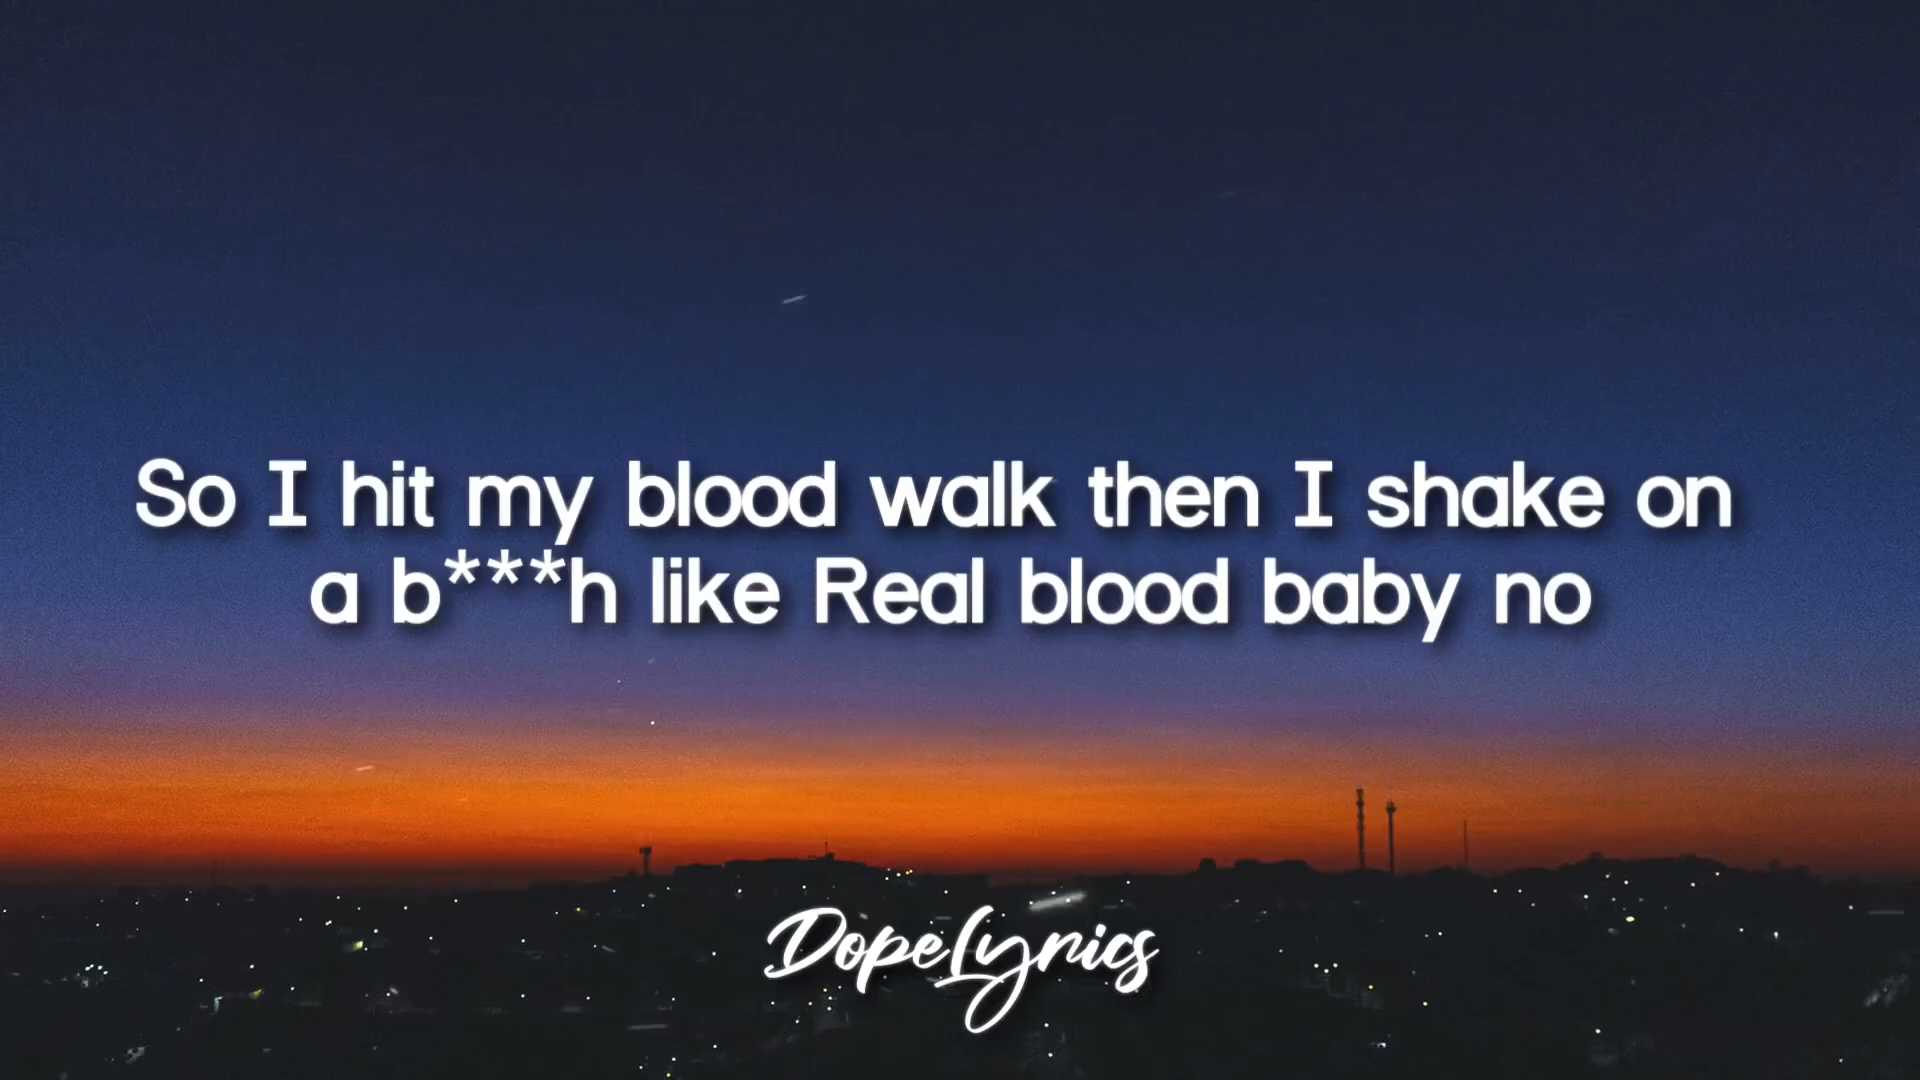 So I hit my blood walk then I shake on
a b***h like Real blood baby no
DopeLyrics